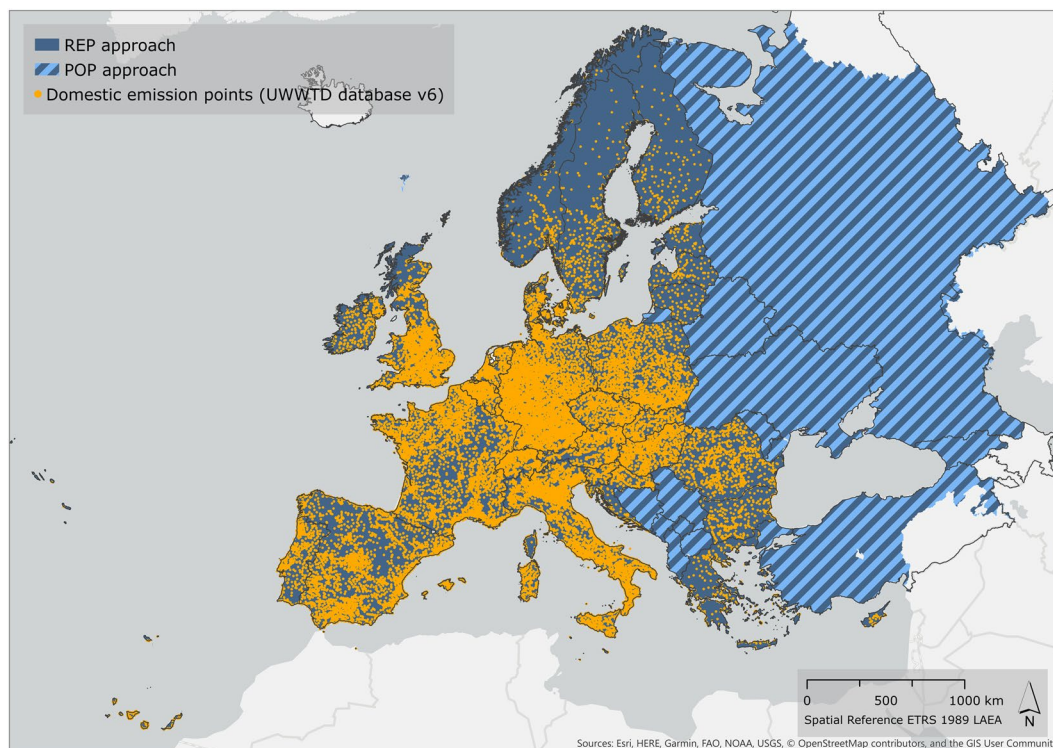 REP approach
POP approach
Domestic emission points (UWWTD database v6)
0 500 1000 km
N
Spatial Reference ETRS 1989 LAEA
Sources: Esri, HERE, Garmin, FAO, NOAA, USGS, © OpenStreetMap contributors, and the GIS User Communit